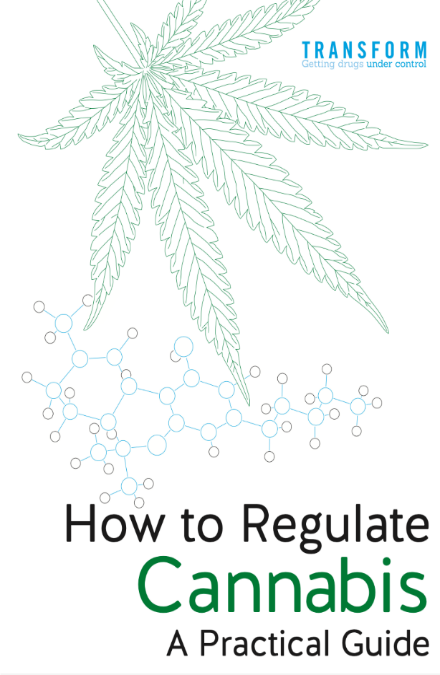 TRANSFORM
Getting drugs under control
How to Regulate
Cannabis
A Practical Guide